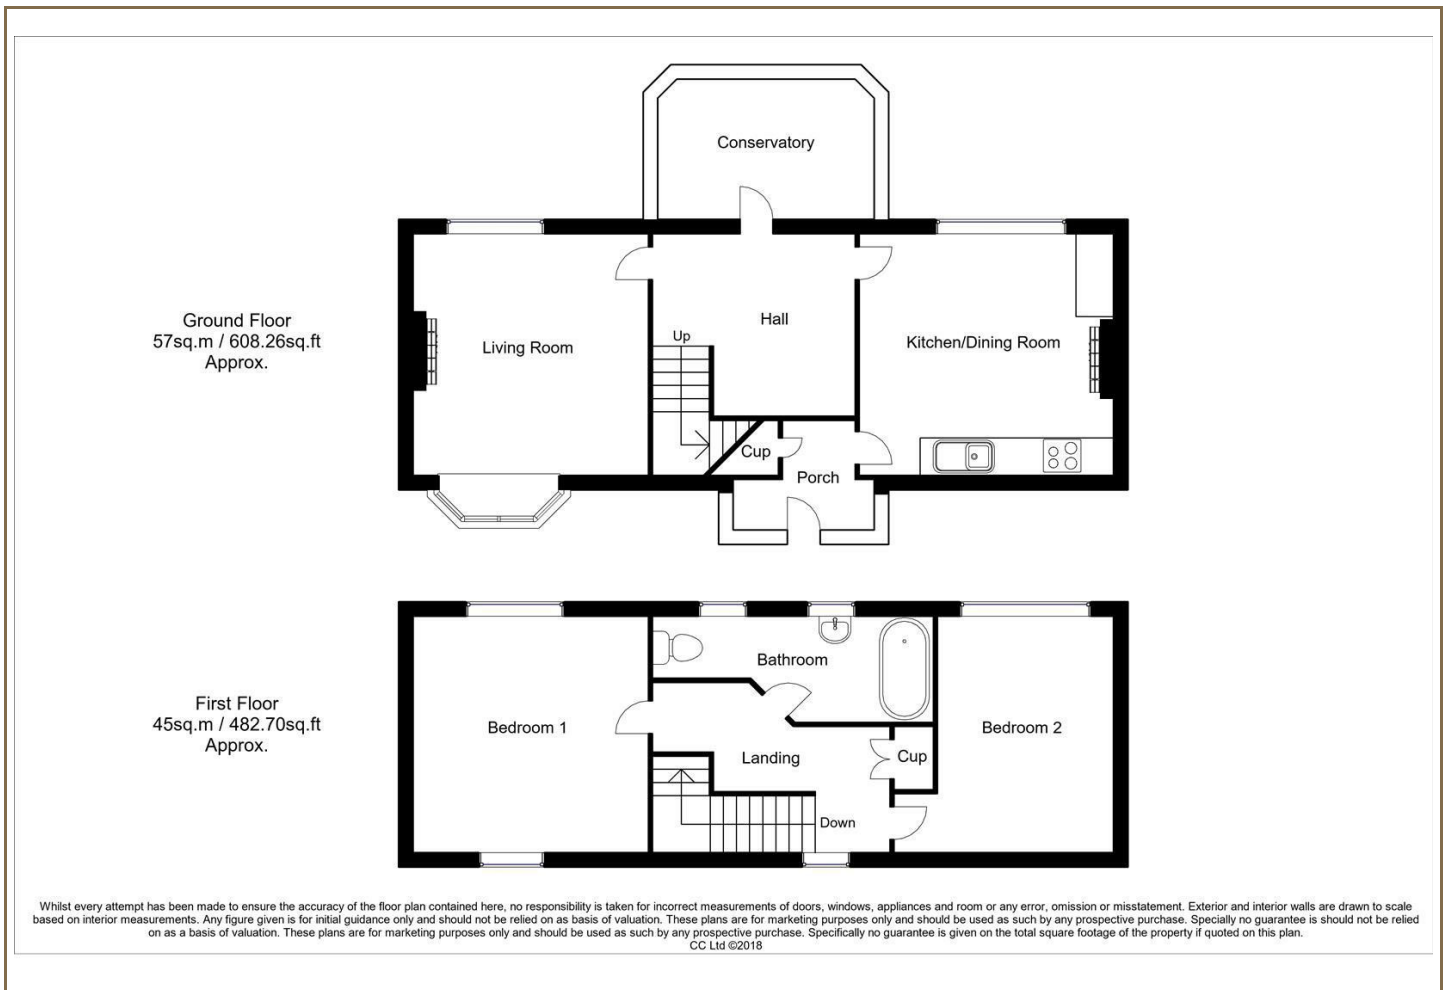 Conservatory
Ground Floor
57sq.m / 608.26sq.ft
Approx.
Living Room
Up
Hall
Kitchen/Dining Room
Cup
Porch
First Floor
45sq.m / 482.70sq.ft
Approx.
Bedroom 1
Bathroom
Landing
Cup
Bedroom 2
Down
Whilst every attempt has been made to ensure the accuracy of the floor plan contained here, no responsibility is taken for incorrect measurements of doors, windows, appliances and room or any error, omission or misstatement. Exterior and interior walls are drawn to scale
based on interior measurements. Any figure given is for initial guidance only and should not be relied on as basis of valuation. These plans are for marketing purposes only and should be used as such by any prospective purchase. Specially no guarantee is should not be relied
on as a basis of valuation. These plans are for marketing purposes only and should be used as such by any prospective purchase. Specifically no guarantee is given on the total square footage of the property if quoted on this plan.
CC Ltd ©2018